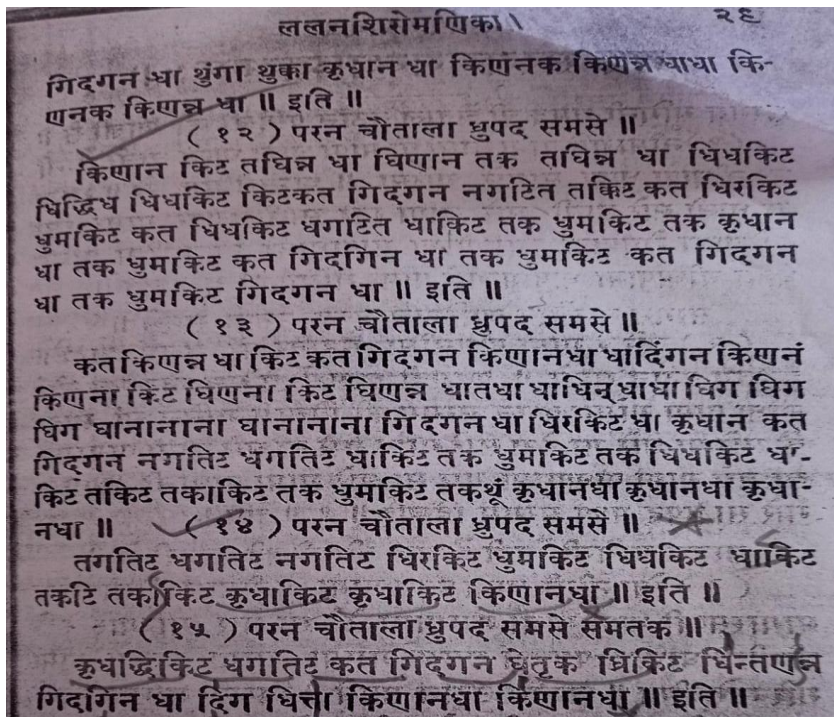 ललनशिरोमणिका। २६
गिदगन धा थुंगा थुका कृधान धा किणंनक किणन्न धाधा कि-
णनक किणन्न धा ॥ इति ॥
( १२ ) परन चौताला ध्रुपद समसे ॥
किणान किट तधिन्न धा घिणान तक तधिन्न धा धिधकिट
धिद्धिध धिधकिट किटकत गिदगन नगटित तकिट कत धिरकिट
धुमकिट कत धिधकिट धगटित धाकिट तक धुमकिट तक कृधान
धा तक धुमकिट कत गिदगिन धा तक धुमकिट कत गिदगन
धा तक धुमकिट गिदगन धा ॥ इति ॥
( १३ ) परन चौताला ध्रुपद समसे ॥
कतकिणन्न धा किट कत गिदगन किणानधा धादिंगन किणनं
किणना किट घिणना किट घिणन्न धातधा धाधिन् धाधा घिग घिग
घिग घानानाना घानानाना गिदगन धा धिरकिट धा कृधान कत
गिदगन नगतिट धगतिट धाकिट तक धुमकिट तक धिधकिट धा-
किट तकिट तकाकिट तक धुमकिट तकथूं कृधानधा कृधानधा कृधा-
नधा ॥ ( १४ ) परन चौताला ध्रुपद समसे ॥
तगतिट धगतिट नगतिट धिरकिट धुमकिट धिधकिट धाकिट
तकटि तकाकिट कृधाकिट कृधाकिट किणानधा ॥ इति ॥
( १५ ) परन चौताला ध्रुपद समसे समतक ॥
कृधाद्धिकिट धगतिट कत गिदगन धेतृक ध्रिकिट धिन्तणन्न
गिदगिन धा दिग धित्ता किणानधा किणानधा ॥ इति ॥